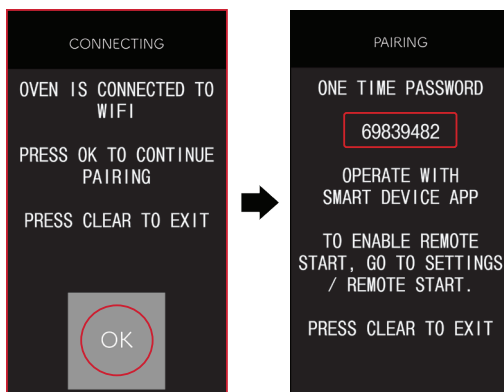 CONNECTING
OVEN IS CONNECTED TO
WIFI
PRESS OK TO CONTINUE
PAIRING
PRESS CLEAR TO EXIT
OK
PAIRING
ONE TIME PASSWORD
69839482
OPERATE WITH
SMART DEVICE APP
TO ENABLE REMOTE
START, GO TO SETTINGS
/ REMOTE START.
PRESS CLEAR TO EXIT